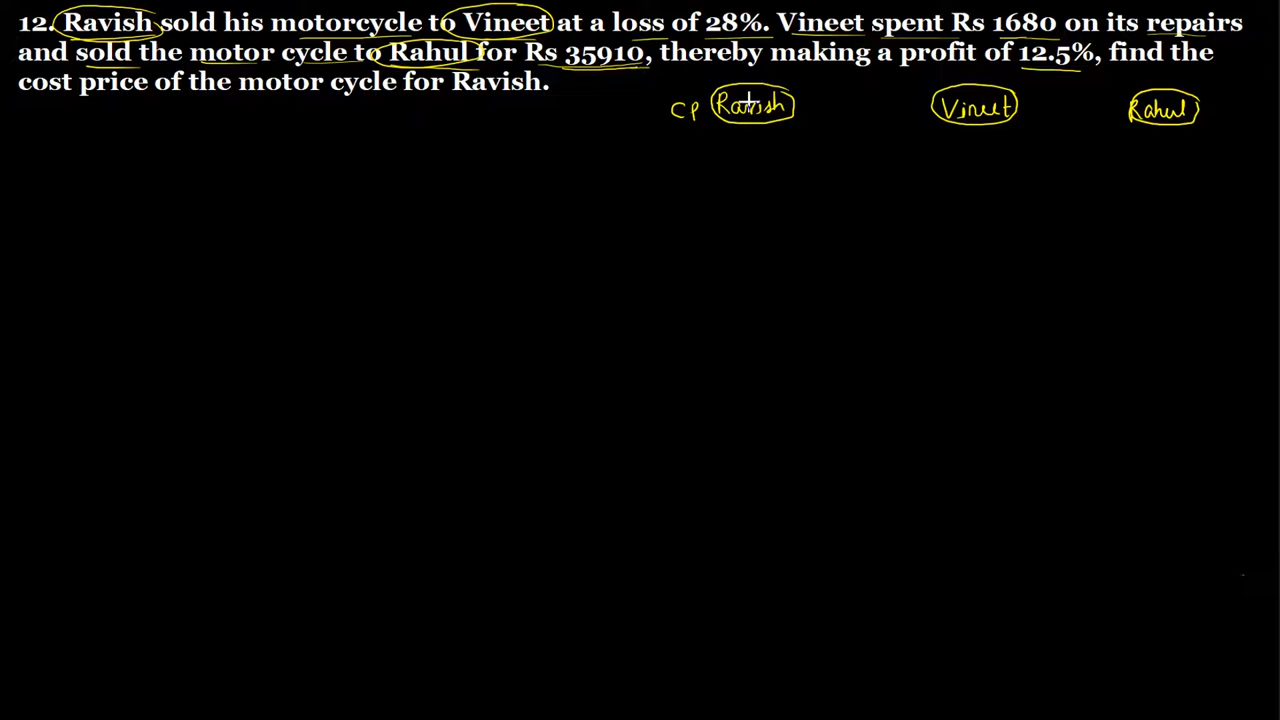 12. Ravish sold his motorcycle to Vineet at a loss of 28%. Vineet spent Rs 1680 on its repairs
and sold the motor cycle to Rahul for Rs 35910, thereby making a profit of 12.5%, find the
cost price of the motor cycle for Ravish.
CP Ravish Vineet Rahul